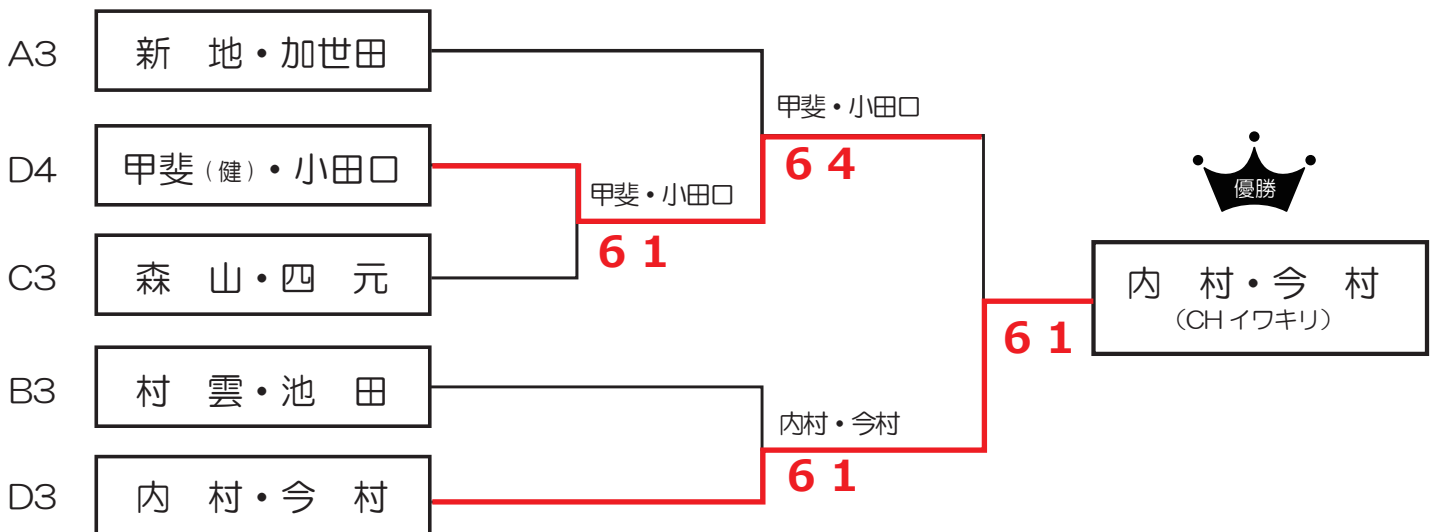 A3 新 地・加世田
D4 甲斐(健)・小田口
C3 森 山・四 元
B3 村 雲・池 田
D3 内 村・今 村
甲斐・小田口
6 1
甲斐・小田口
6 4
内村・今村
6 1
6 1
優勝
内 村・今 村
(CHイワキリ)